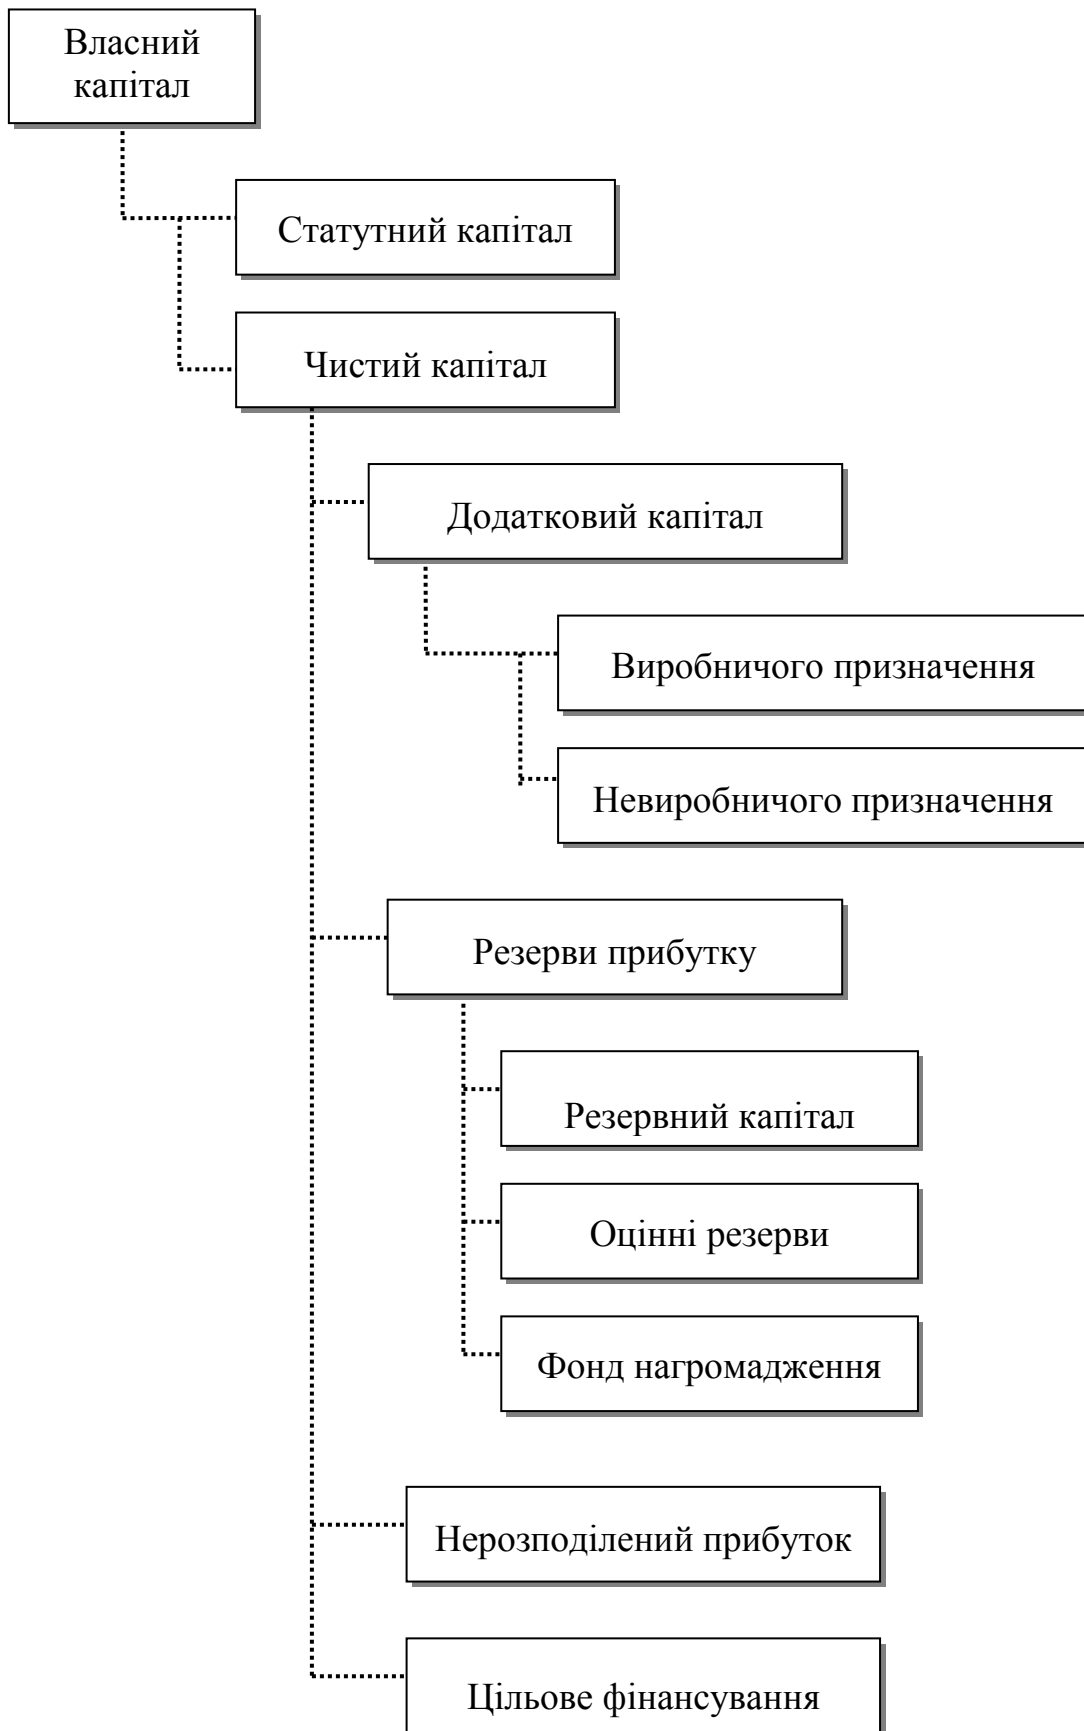 Власний
капітал
Статутний капітал
Чистий капітал
Додатковий капітал
Виробничого призначення
Невиробничого призначення
Резерви прибутку
Резервний капітал
Оцінні резерви
Фонд нагромадження
Нерозподілений прибуток
Цільове фінансування